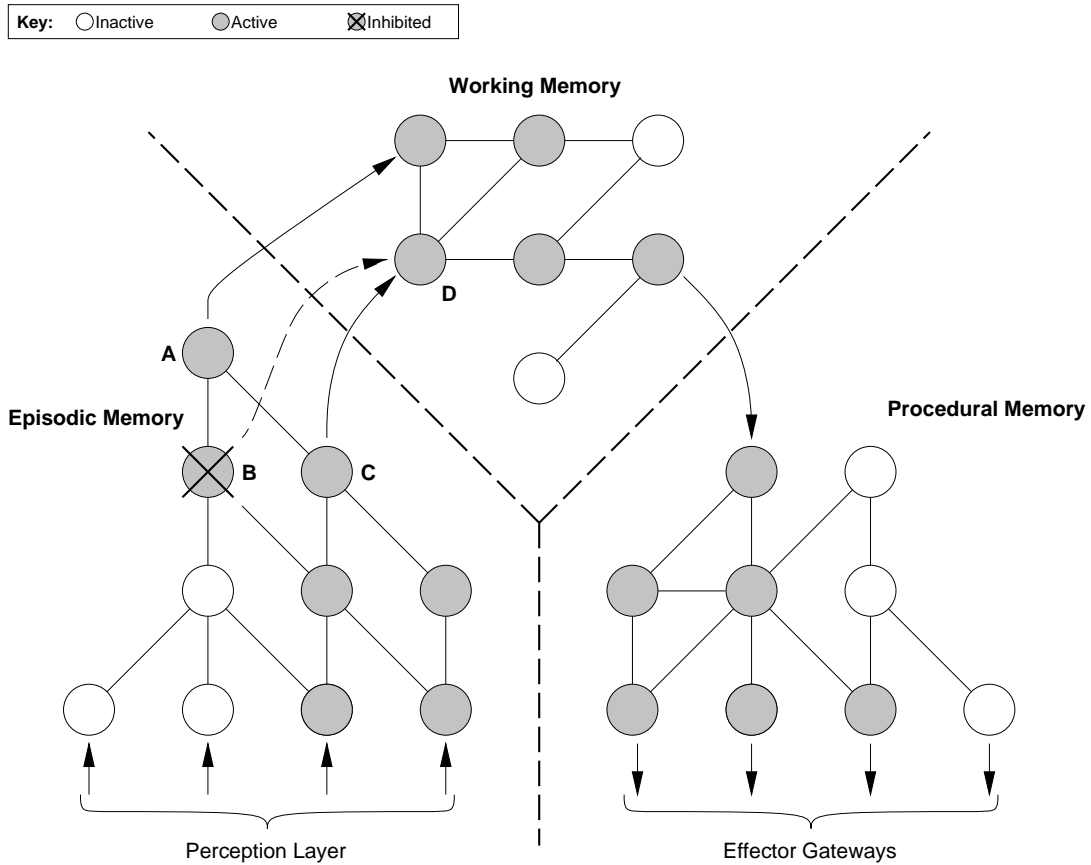 Key: Inactive Active Inhibited
Working Memory
D
A
Episodic Memory
Procedural Memory
B
C
Perception Layer
Effector Gateways